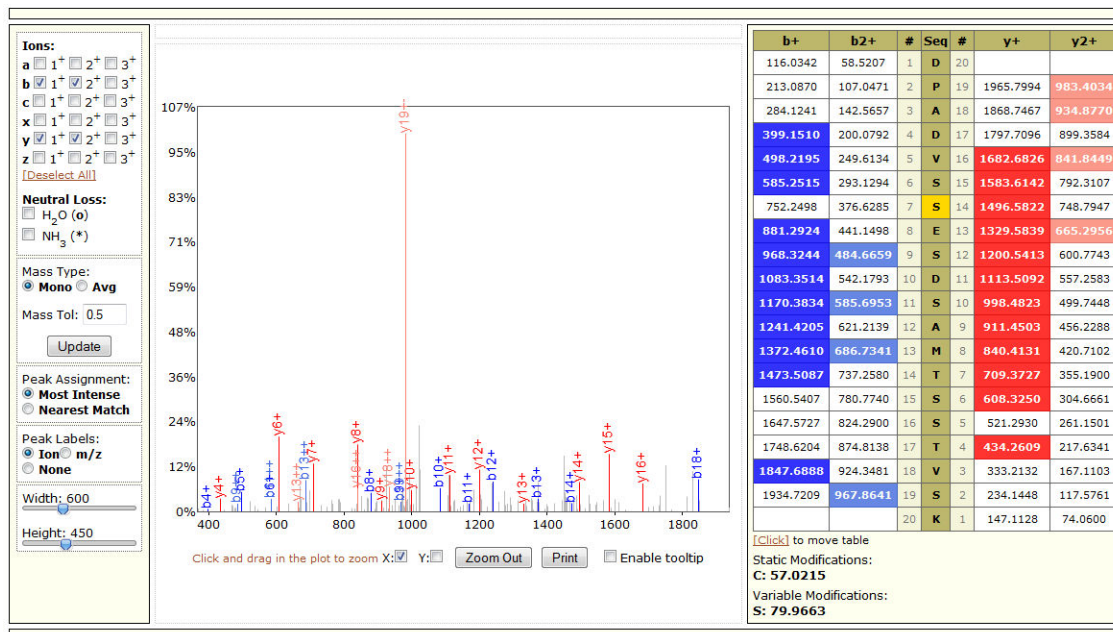 Ions:
a 1+ 2+ 3+
b 1+ 2+ 3+
c 1+ 2+ 3+
x 1+ 2+ 3+
y 1+ 2+ 3+
z 1+ 2+ 3+
[Deselect All]
Neutral Loss:
H2O (o)
NH3 (*)
Mass Type:
Mono Avg
Mass Tol: 0.5
Update
Peak Assignment:
Most Intense
Nearest Match
Peak Labels:
Ion m/z
None
Width: 600
Height: 450
107%
95%
83%
71%
59%
48%
36%
24%
12%
0%
400 600 800 1000 1200 1400 1600 1800
b4+
y4+
b5+
b6+
y6+
y13++
b13++
y7+
y8+
b8+
y9+
y18++
b9+
y19++
y10+
b10+
y11+
b11+
y12+
b12+
y13+
b13+
b14+
y14+
y15+
y16+
b18+
Click and drag in the plot to zoom X: Y: Zoom Out Print Enable tooltip
b+ b2+ # Seq # y+ y2+
116.0342 58.5207 1 D 20
213.0870 107.0471 2 P 19 1965.7994 983.4034
284.1241 142.5657 3 A 18 1868.7467 934.8770
399.1510 200.0792 4 D 17 1797.7096 899.3584
498.2195 249.6134 5 V 16 1682.6826 841.8449
585.2515 293.1294 6 S 15 1583.6142 792.3107
752.2498 376.6285 7 S 14 1496.5822 748.7947
881.2924 441.1498 8 E 13 1329.5839 665.2956
968.3244 484.6659 9 S 12 1200.5413 600.7743
1083.3514 542.1793 10 D 11 1113.5092 557.2583
1170.3834 585.6953 11 S 10 998.4823 499.7448
1241.4205 621.2139 12 A 9 911.4503 456.2288
1372.4610 686.7341 13 M 8 840.4131 420.7102
1473.5087 737.2580 14 T 7 709.3727 355.1900
1560.5407 780.7740 15 S 6 608.3250 304.6661
1647.5727 824.2900 16 S 5 521.2930 261.1501
1748.6204 874.8138 17 T 4 434.2609 217.6341
1847.6888 924.3481 18 V 3 333.2132 167.1103
1934.7209 967.8641 19 S 2 234.1448 117.5761
20 K 1 147.1128 74.0600
[Click] to move table
Static Modifications:
C: 57.0215
Variable Modifications:
S: 79.9663